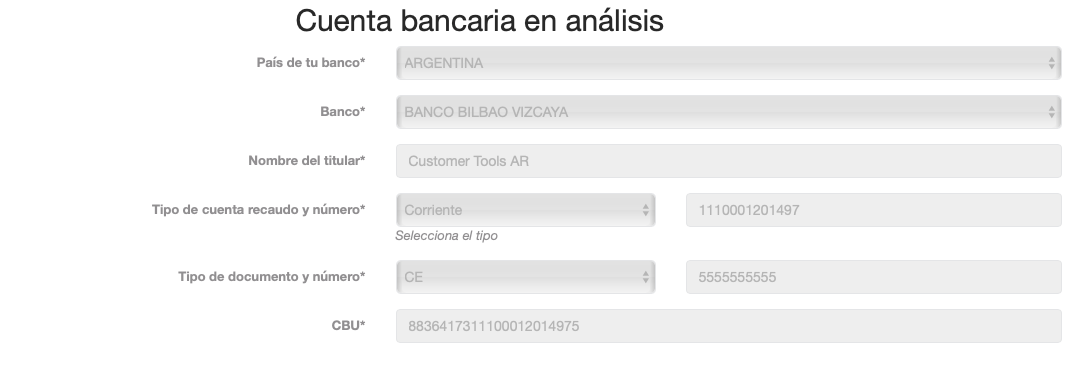 Cuenta bancaria en análisis
País de tu banco* ARGENTINA
Banco* BANCO BILBAO VIZCAYA
Nombre del titular* Customer Tools AR
Tipo de cuenta recaudo y número* Corriente 1110001201497
Selecciona el tipo
Tipo de documento y número* CE 5555555555
CBU* 8836417311100012014975